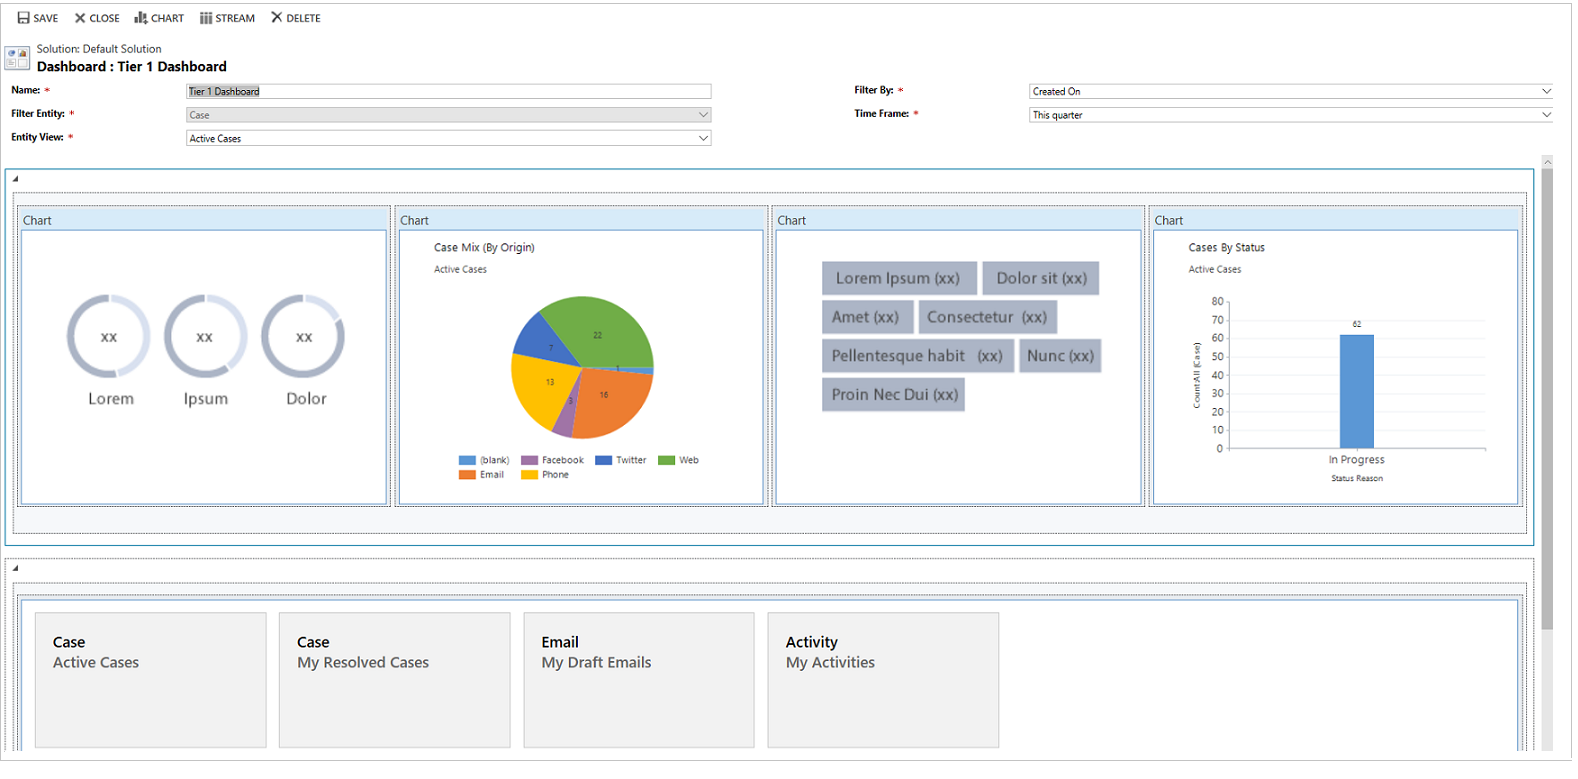 SAVE CLOSE CHART STREAM DELETE
Solution: Default Solution
Dashboard : Tier 1 Dashboard
Name: * Tier 1 Dashboard
Filter By: * Created On
Filter Entity: * Case
Time Frame: * This quarter
Entity View: * Active Cases
Chart
xx xx xx
Lorem Ipsum Dolor
Chart
Case Mix (By Origin)
Active Cases
22
7
1
13
16
3
(blank) Facebook Twitter Web
Email Phone
Chart
Lorem Ipsum (xx) Dolor sit (xx)
Amet (xx) Consectetur (xx)
Pellentesque habit (xx) Nunc (xx)
Proin Nec Dui (xx)
Chart
Cases By Status
Active Cases
80
70
60
50
40
30
20
10
0
CountAll (Case)
62
In Progress
Status Reason
Case
Active Cases
Case
My Resolved Cases
Email
My Draft Emails
Activity
My Activities